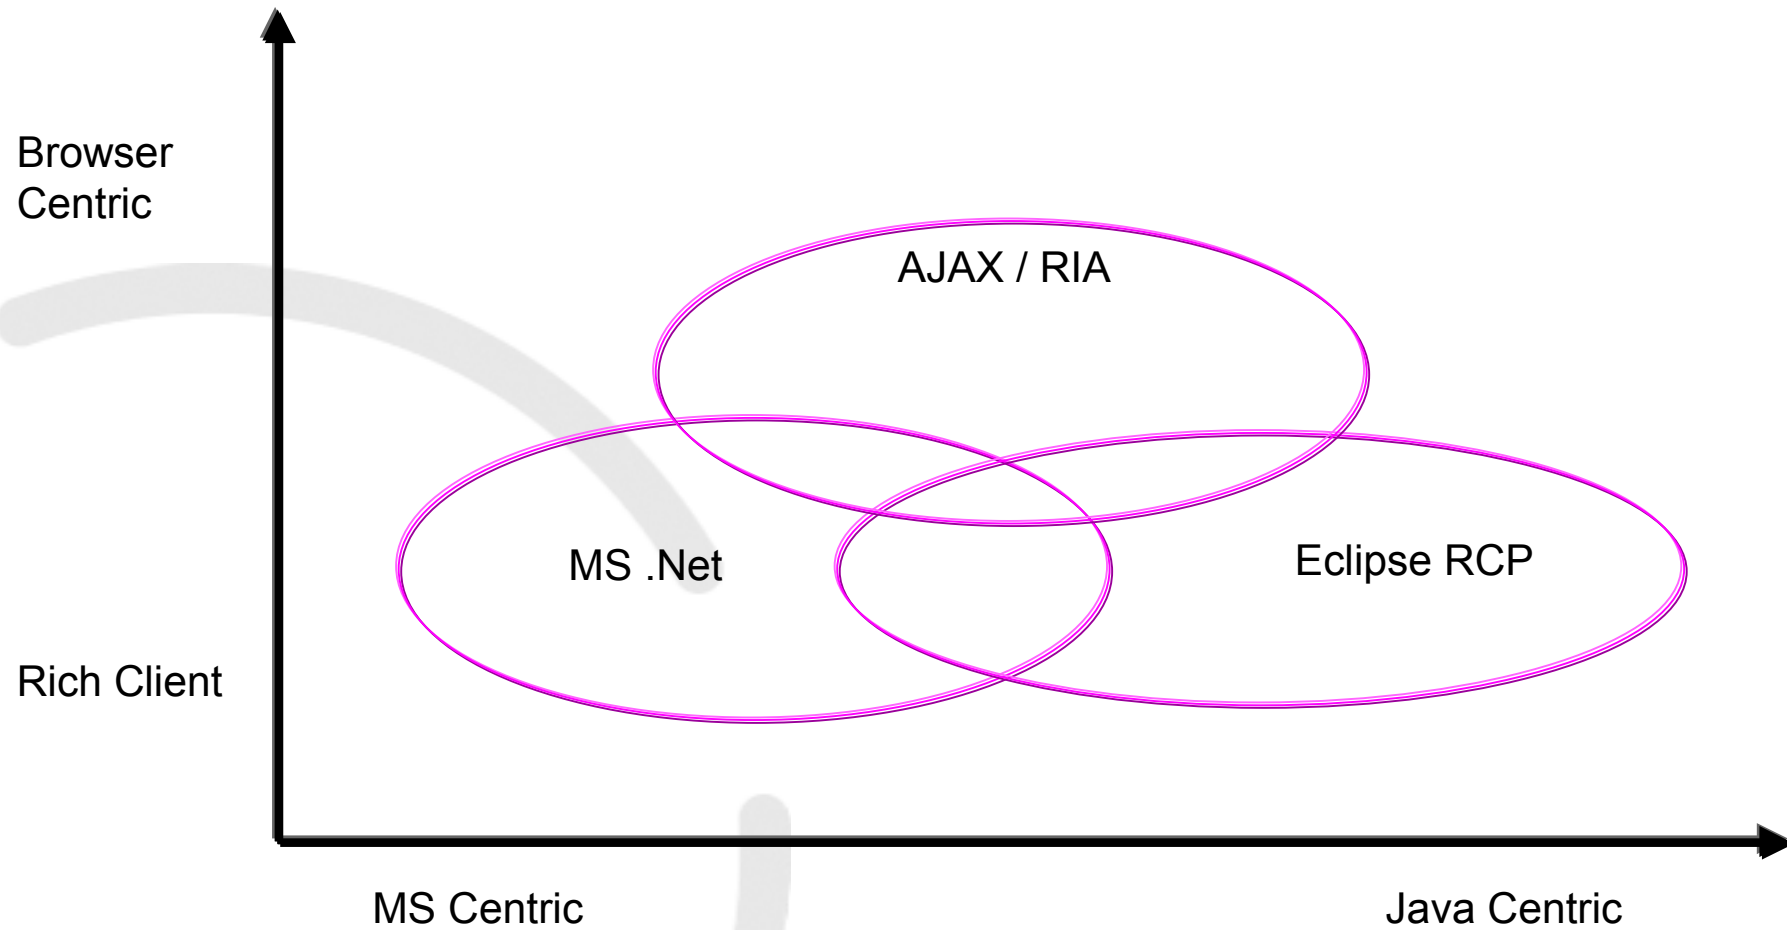 Browser
Centric
AJAX / RIA
MS .Net
Eclipse RCP
Rich Client
MS Centric
Java Centric